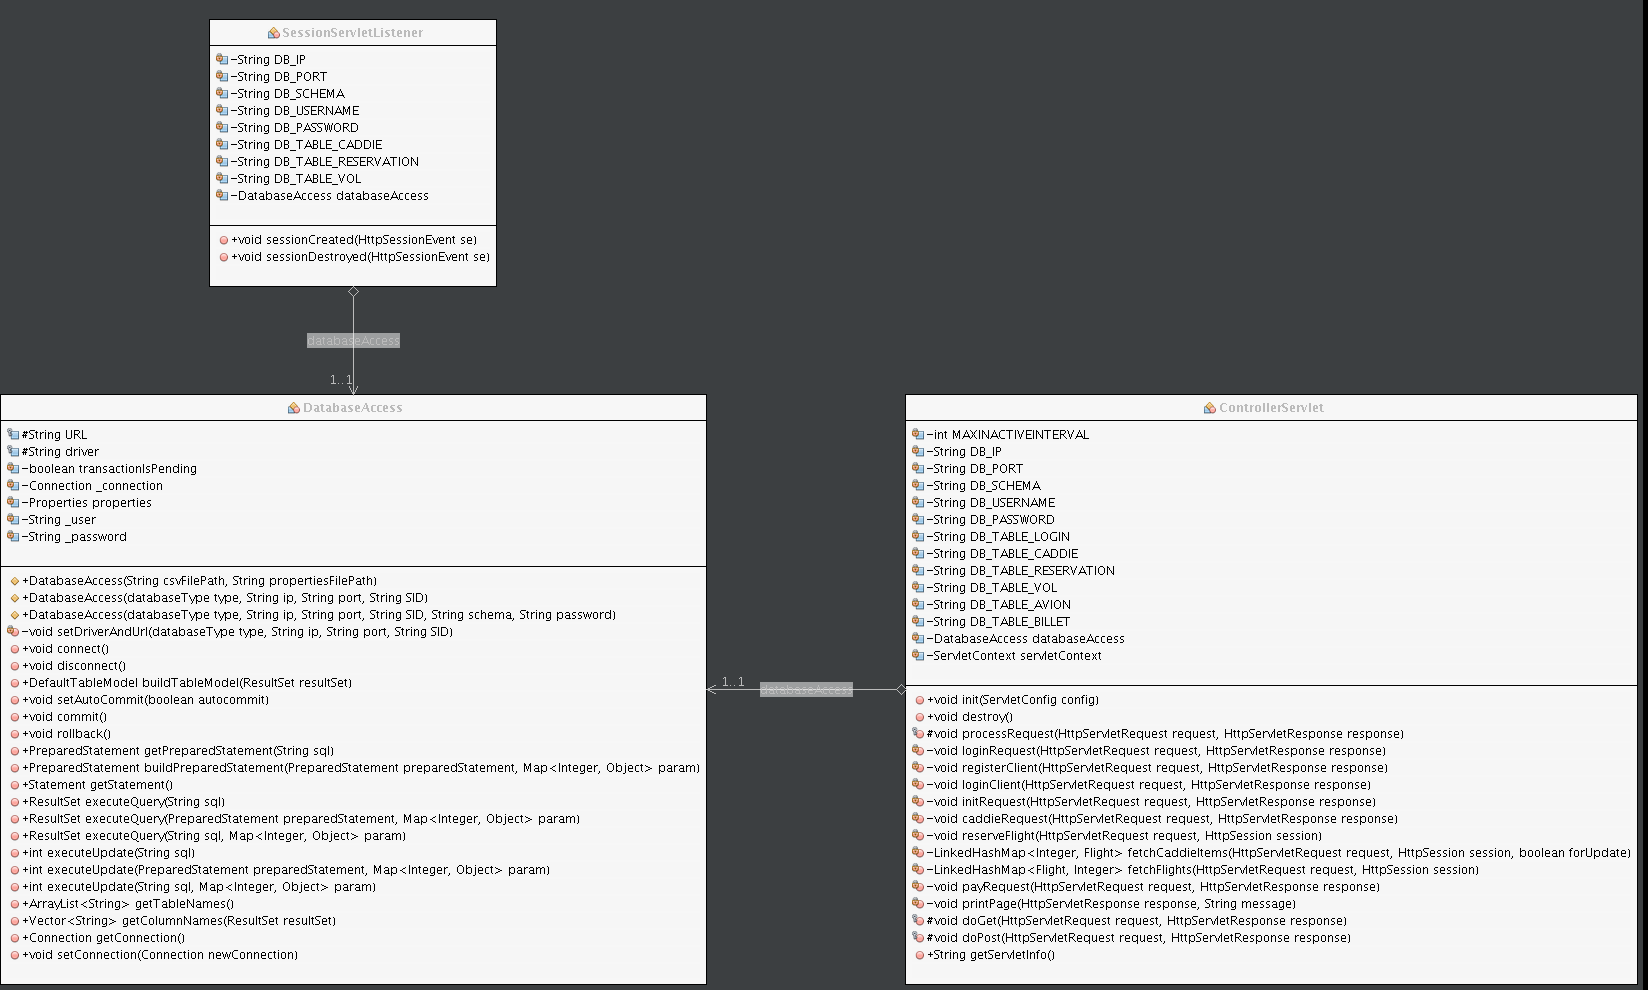 SessionServletListener
-String DB_IP
-String DB_PORT
-String DB_SCHEMA
-String DB_USERNAME
-String DB_PASSWORD
-String DB_TABLE_CADDIE
-String DB_TABLE_RESERVATION
-String DB_TABLE_VOL
-DatabaseAccess databaseAccess
+void sessionCreated(HttpSessionEvent se)
+void sessionDestroyed(HttpSessionEvent se)
databaseAccess
1..1
DatabaseAccess
#String URL
#String driver
-boolean transactionIsPending
-Connection _connection
-Properties properties
-String _user
-String _password
+DatabaseAccess(String csvFilePath, String propertiesFilePath)
+DatabaseAccess(databaseType type, String ip, String port, String SID)
+DatabaseAccess(databaseType type, String ip, String port, String SID, String schema, String password)
-void setDriverAndUrl(databaseType type, String ip, String port, String SID)
+void connect()
+void disconnect()
+DefaultTableModel buildTableModel(ResultSet resultSet)
+void setAutoCommit(boolean autocommit)
+void commit()
+void rollback()
+PreparedStatement getPreparedStatement(String sql)
+PreparedStatement buildPreparedStatement(PreparedStatement preparedStatement, Map<Integer, Object> param)
+Statement getStatement()
+ResultSet executeQuery(String sql)
+ResultSet executeQuery(PreparedStatement preparedStatement, Map<Integer, Object> param)
+ResultSet executeQuery(String sql, Map<Integer, Object> param)
+int executeUpdate(String sql)
+int executeUpdate(PreparedStatement preparedStatement, Map<Integer, Object> param)
+int executeUpdate(String sql, Map<Integer, Object> param)
+ArrayList<String> getTableNames()
+Vector<String> getColumnNames(ResultSet resultSet)
+Connection getConnection()
+void setConnection(Connection newConnection)
1..1
databaseAccess
ControllerServlet
-int MAXINACTIVEINTERVAL
-String DB_IP
-String DB_PORT
-String DB_SCHEMA
-String DB_USERNAME
-String DB_PASSWORD
-String DB_TABLE_LOGIN
-String DB_TABLE_CADDIE
-String DB_TABLE_RESERVATION
-String DB_TABLE_VOL
-String DB_TABLE_AVION
-String DB_TABLE_BILLET
-DatabaseAccess databaseAccess
-ServletContext servletContext
+void init(ServletConfig config)
+void destroy()
#void processRequest(HttpServletRequest request, HttpServletResponse response)
-void loginRequest(HttpServletRequest request, HttpServletResponse response)
-void registerClient(HttpServletRequest request, HttpServletResponse response)
-void loginClient(HttpServletRequest request, HttpServletResponse response)
-void initRequest(HttpServletRequest request, HttpServletResponse response)
-void caddieRequest(HttpServletRequest request, HttpServletResponse response)
-void reserveFlight(HttpServletRequest request, HttpSession session)
-LinkedHashMap<Integer, Flight> fetchCaddieItems(HttpServletRequest request, HttpSession session, boolean forUpdate)
-LinkedHashMap<Flight, Integer> fetchFlights(HttpServletRequest request, HttpSession session)
-void payRequest(HttpServletRequest request, HttpServletResponse response)
-void printPage(HttpServletResponse response, String message)
#void doGet(HttpServletRequest request, HttpServletResponse response)
#void doPost(HttpServletRequest request, HttpServletResponse response)
+String getServletInfo()